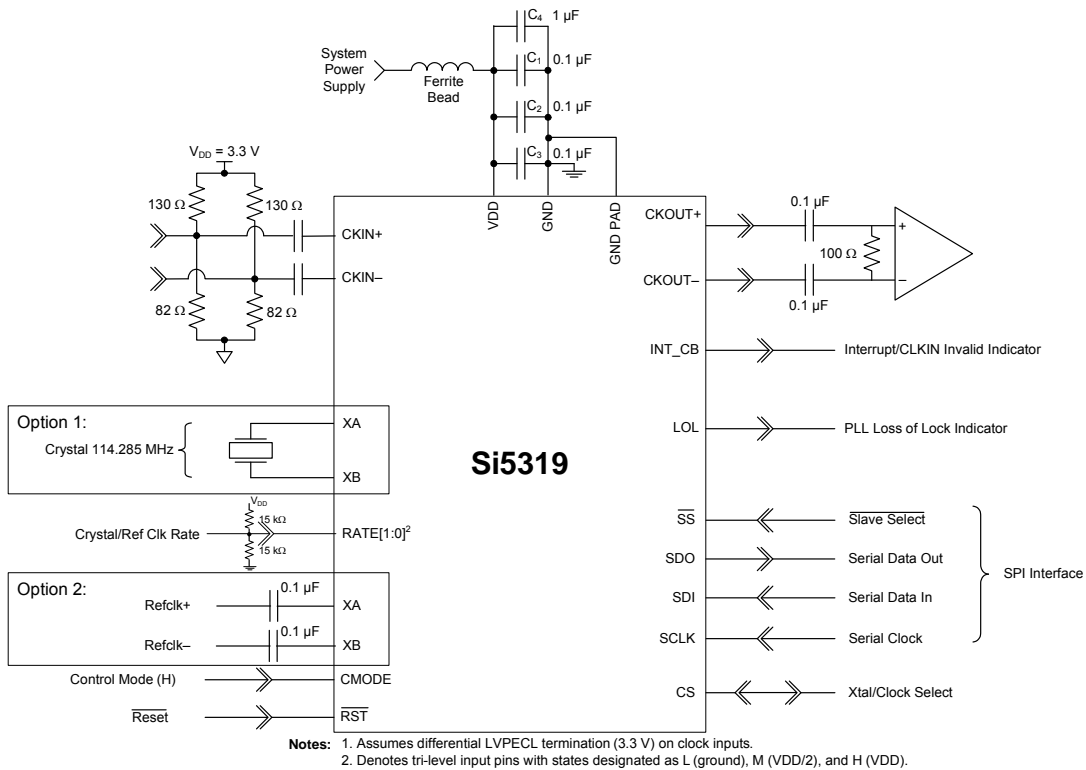 C4 1 µF
System
Power
Supply
Ferrite
Bead
C1 0.1 µF
C2 0.1 µF
C3 0.1 µF
VDD = 3.3 V
130 Ω
130 Ω
82 Ω
82 Ω
CKIN+
CKIN–
VDD
GND
GND PAD
CKOUT+
CKOUT–
0.1 µF
100 Ω
0.1 µF
+
–
INT_CB
Interrupt/CLKIN Invalid Indicator
LOL
PLL Loss of Lock Indicator
Option 1:
Crystal 114.285 MHz
XA
XB
Si5319
VDD
15 kΩ
15 kΩ
Crystal/Ref Clk Rate
RATE[1:0]2
Option 2:
Refclk+
0.1 µF
XA
Refclk–
0.1 µF
XB
Control Mode (H)
CMODE
Reset
RST
SS
Slave Select
SDO
Serial Data Out
SDI
Serial Data In
SCLK
Serial Clock
SPI Interface
CS
Xtal/Clock Select
Notes: 1. Assumes differential LVPECL termination (3.3 V) on clock inputs.
2. Denotes tri-level input pins with states designated as L (ground), M (VDD/2), and H (VDD).